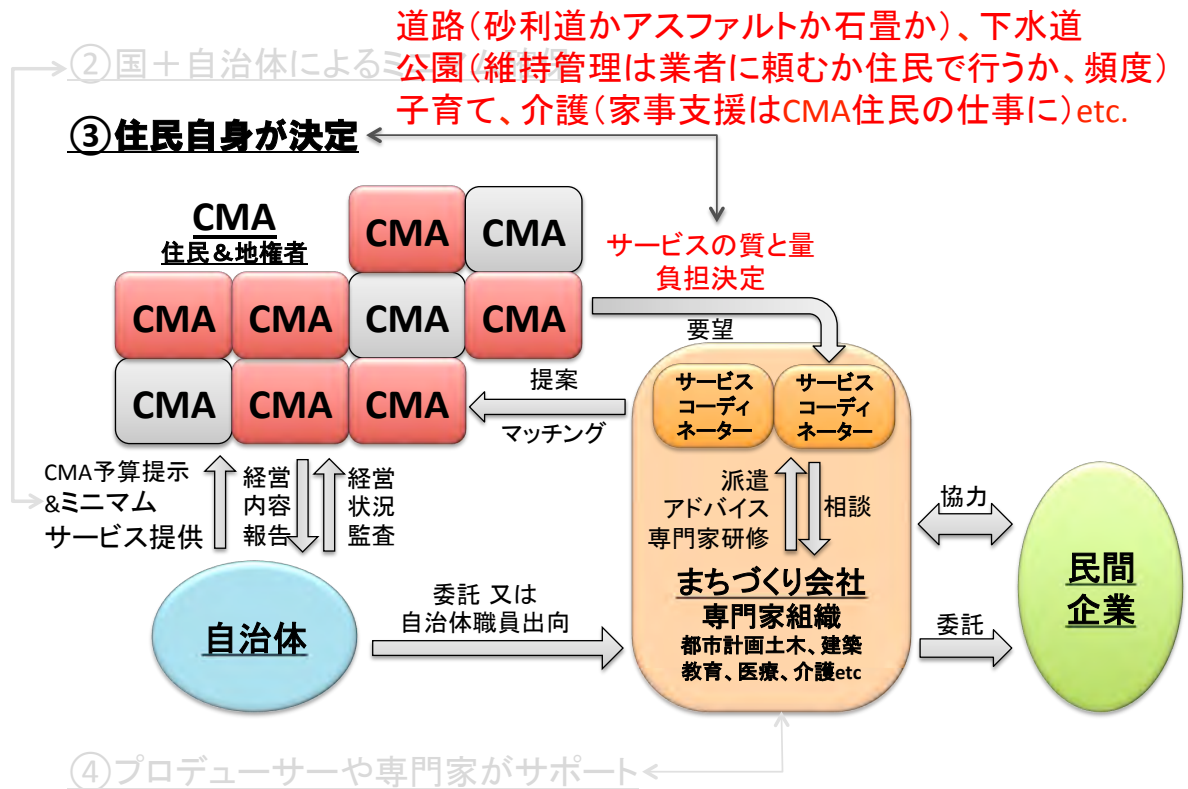 道路（砂利道かアスファルトか石畳か）、下水道
公園（維持管理は業者に頼むか住民で行うか、頻度）
子育て、介護（家事支援はCMA住民の仕事に）etc.
②国＋自治体によるミニマム確保
③住民自身が決定
CMA
住民＆地権者
CMA
CMA
サービスの質と量
負担決定
CMA
CMA
CMA
CMA
要望
CMA
CMA
CMA
提案
マッチング
サービス
コーディ
ネーター
サービス
コーディ
ネーター
CMA予算提示
&ミニマム
サービス提供
経営
内容
報告
経営
状況
監査
派遣
アドバイス
専門家研修
相談
協力
民間
企業
まちづくり会社
専門家組織
都市計画土木、建築
教育、医療、介護etc
自治体
委託 又は
自治体職員出向
委託
④プロデューサーや専門家がサポート